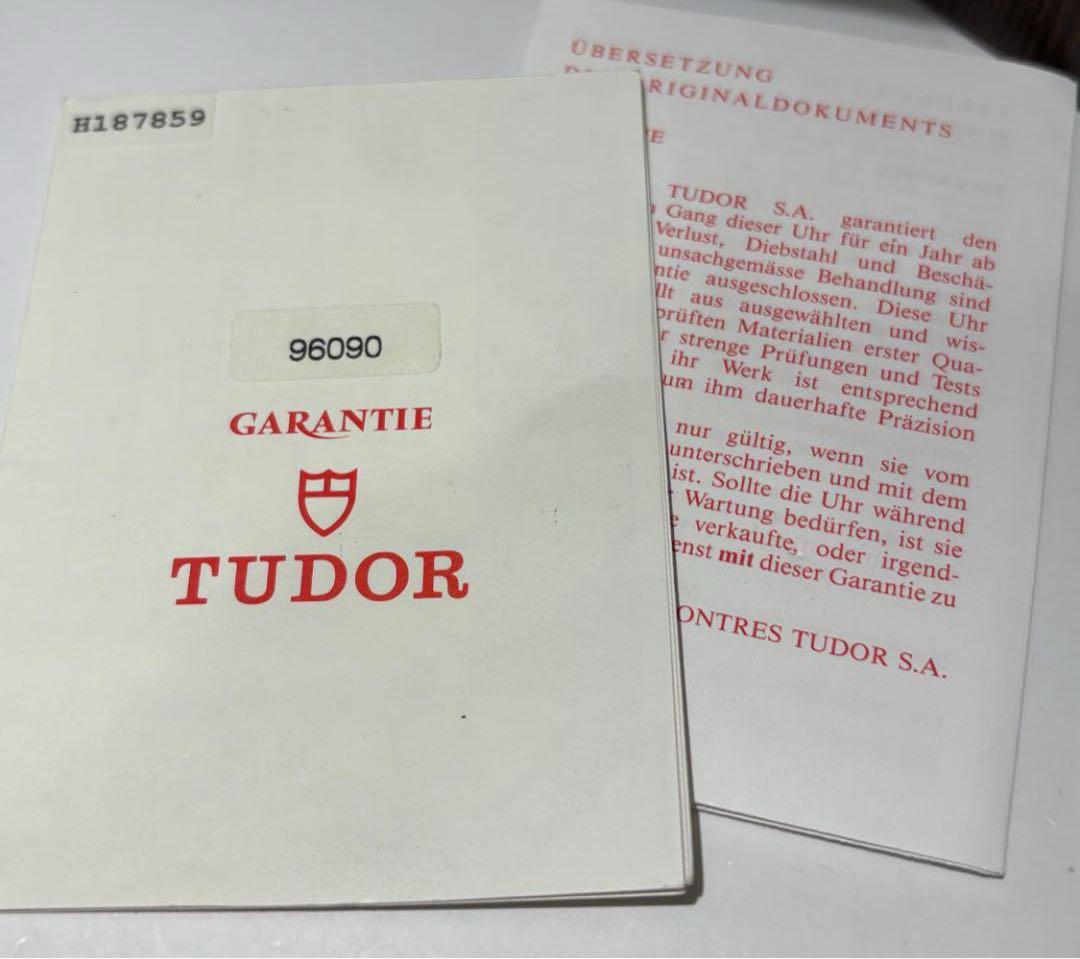 H187859
96090
GARANTIE
TUDOR
ÜBERSETZUNG
ORIGINALDOKUMENTS
TUDOR S.A. garantiert den
Gang dieser Uhr für ein Jahr ab
Verlust, Diebstahl und Beschä-
unsachgemässe Behandlung sind
ntie ausgeschlossen. Diese Uhr
llt aus ausgewählten und wis-
prüften Materialien erster Qua-
r strenge Prüfungen und Tests
ihr Werk ist entsprechend
um ihm dauerhafte Präzision
nur gültig, wenn sie vom
unterschrieben und mit dem
ist. Sollte die Uhr während
Wartung bedürfen, ist sie
e verkaufte, oder irgend-
enst mit dieser Garantie zu
ONTRES TUDOR S.A.